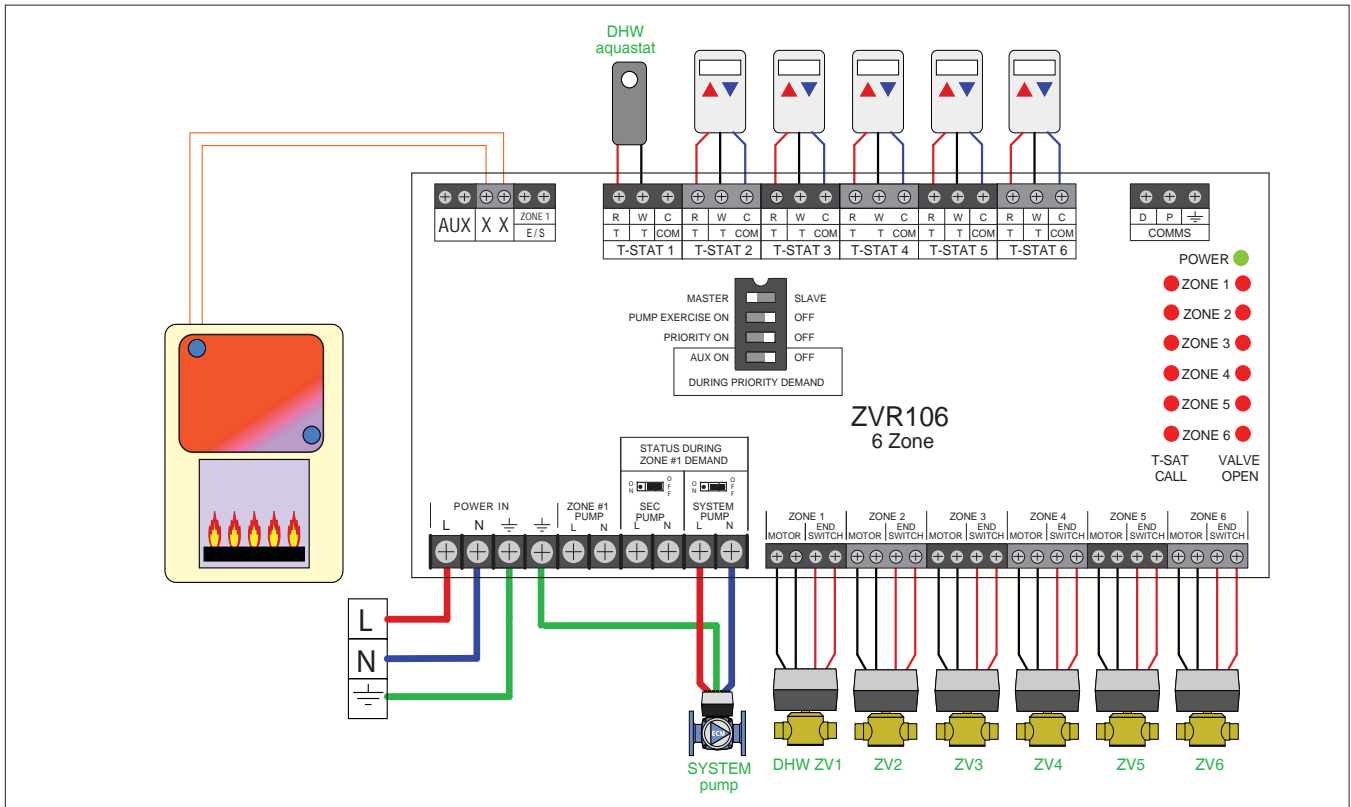 DHW
aquastat
AUX X X ZONE 1
E / S
R W C R W C R W C R W C R W C R W C
T T COM T T COM T T COM T T COM T T COM T T COM
T-STAT 1 T-STAT 2 T-STAT 3 T-STAT 4 T-STAT 5 T-STAT 6
D P
COMMS
POWER
ZONE 1
ZONE 2
ZONE 3
ZONE 4
ZONE 5
ZONE 6
T-SAT VALVE
CALL OPEN
MASTER SLAVE
PUMP EXERCISE ON OFF
PRIORITY ON OFF
AUX ON OFF
DURING PRIORITY DEMAND
ZVR106
6 Zone
STATUS DURING
ZONE #1 DEMAND
ON OFF ON OFF
POWER IN
L N
ZONE #1
PUMP
L N
SEC
PUMP
SYSTEM
PUMP
L N
ZONE 1 ZONE 2 ZONE 3 ZONE 4 ZONE 5 ZONE 6
MOTOR END SWITCH MOTOR END SWITCH MOTOR END SWITCH MOTOR END SWITCH MOTOR END SWITCH MOTOR END SWITCH
L
N
ECM
SYSTEM
pump
DHW ZV1 ZV2 ZV3 ZV4 ZV5 ZV6